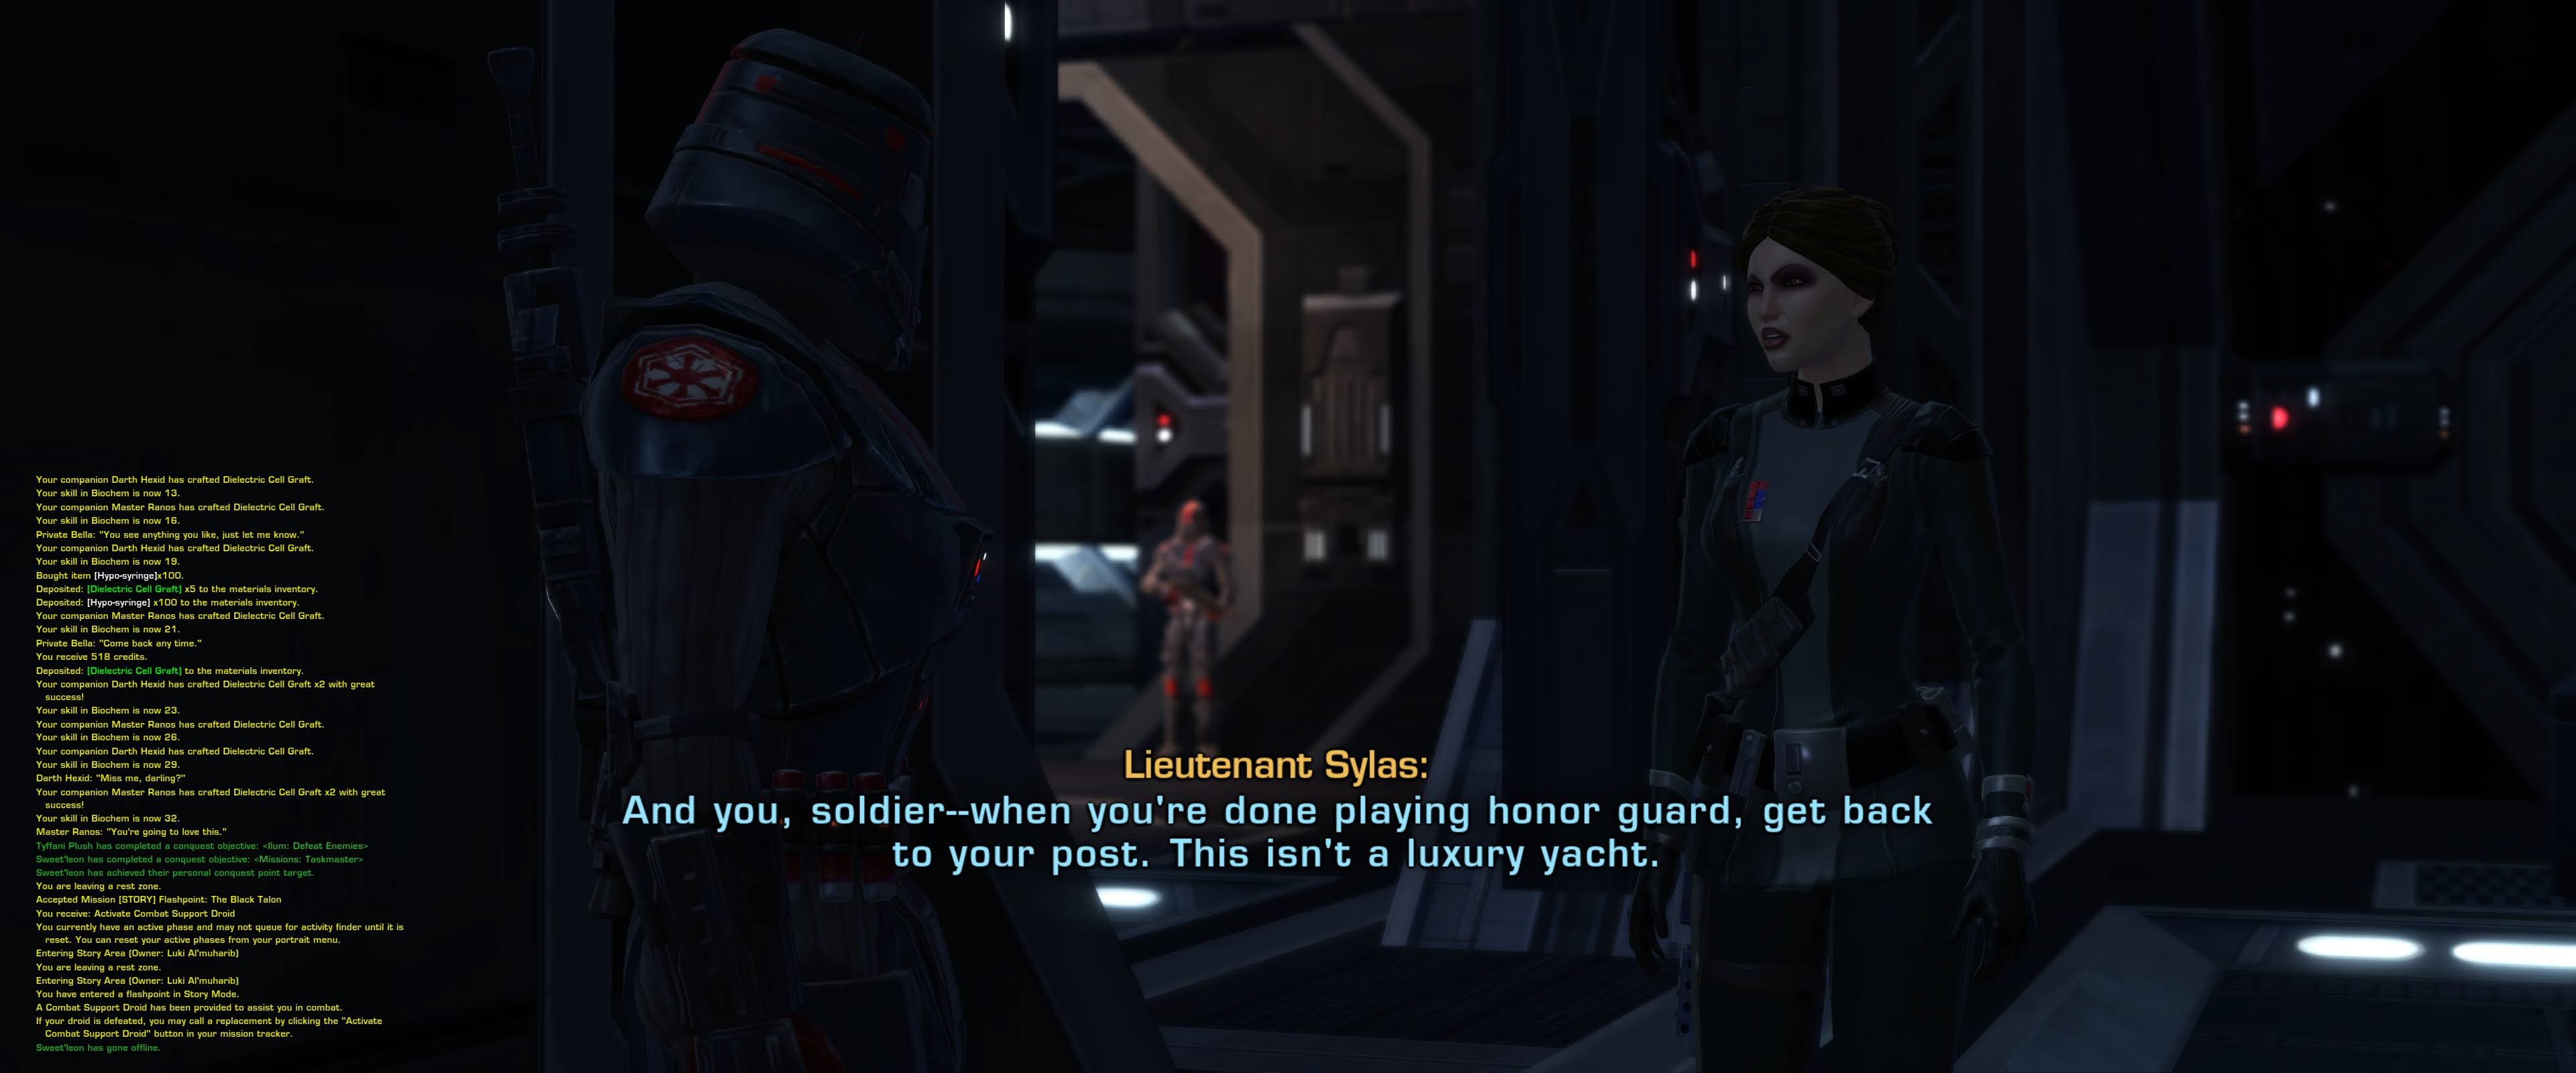 Your companion Darth Hexid has crafted Dielectric Cell Graft.
Your skill in Biochem is now 13.
Your companion Master Ranos has crafted Dielectric Cell Graft.
Your skill in Biochem is now 16.
Private Bella: "You see anything you like, just let me know."
Your companion Darth Hexid has crafted Dielectric Cell Graft.
Your skill in Biochem is now 19.
Bought item [Hypo-syringe]x100.
Deposited: [Dielectric Cell Graft] x5 to the materials inventory.
Deposited: [Hypo-syringe] x100 to the materials inventory.
Your companion Master Ranos has crafted Dielectric Cell Graft.
Your skill in Biochem is now 21.
Private Bella: "Come back any time."
You receive 518 credits.
Deposited: [Dielectric Cell Graft] to the materials inventory.
Your companion Darth Hexid has crafted Dielectric Cell Graft x2 with great
success!
Your skill in Biochem is now 23.
Your companion Master Ranos has crafted Dielectric Cell Graft.
Your skill in Biochem is now 26.
Your companion Darth Hexid has crafted Dielectric Cell Graft.
Your skill in Biochem is now 29.
Darth Hexid: "Miss me, darling?"
Your companion Master Ranos has crafted Dielectric Cell Graft x2 with great
success!
Your skill in Biochem is now 32.
Master Ranos: "You're going to love this."
Tyffani Plush has completed a conquest objective: <Ilum: Defeat Enemies>
Sweet'leon has completed a conquest objective: <Missions: Taskmaster>
Sweet'leon has achieved their personal conquest point target.
You are leaving a rest zone.
Accepted Mission [STORY] Flashpoint: The Black Talon
You receive: Activate Combat Support Droid
You currently have an active phase and may not queue for activity finder until it is
reset. You can reset your active phases from your portrait menu.
Entering Story Area (Owner: Luki Al'muharib)
You are leaving a rest zone.
Entering Story Area (Owner: Luki Al'muharib)
You have entered a flashpoint in Story Mode.
A Combat Support Droid has been provided to assist you in combat.
If your droid is defeated, you may call a replacement by clicking the "Activate
Combat Support Droid" button in your mission tracker.
Sweet'leon has gone offline.
Lieutenant Sylas:
And you, soldier--when you're done playing honor guard, get back
to your post. This isn't a luxury yacht.